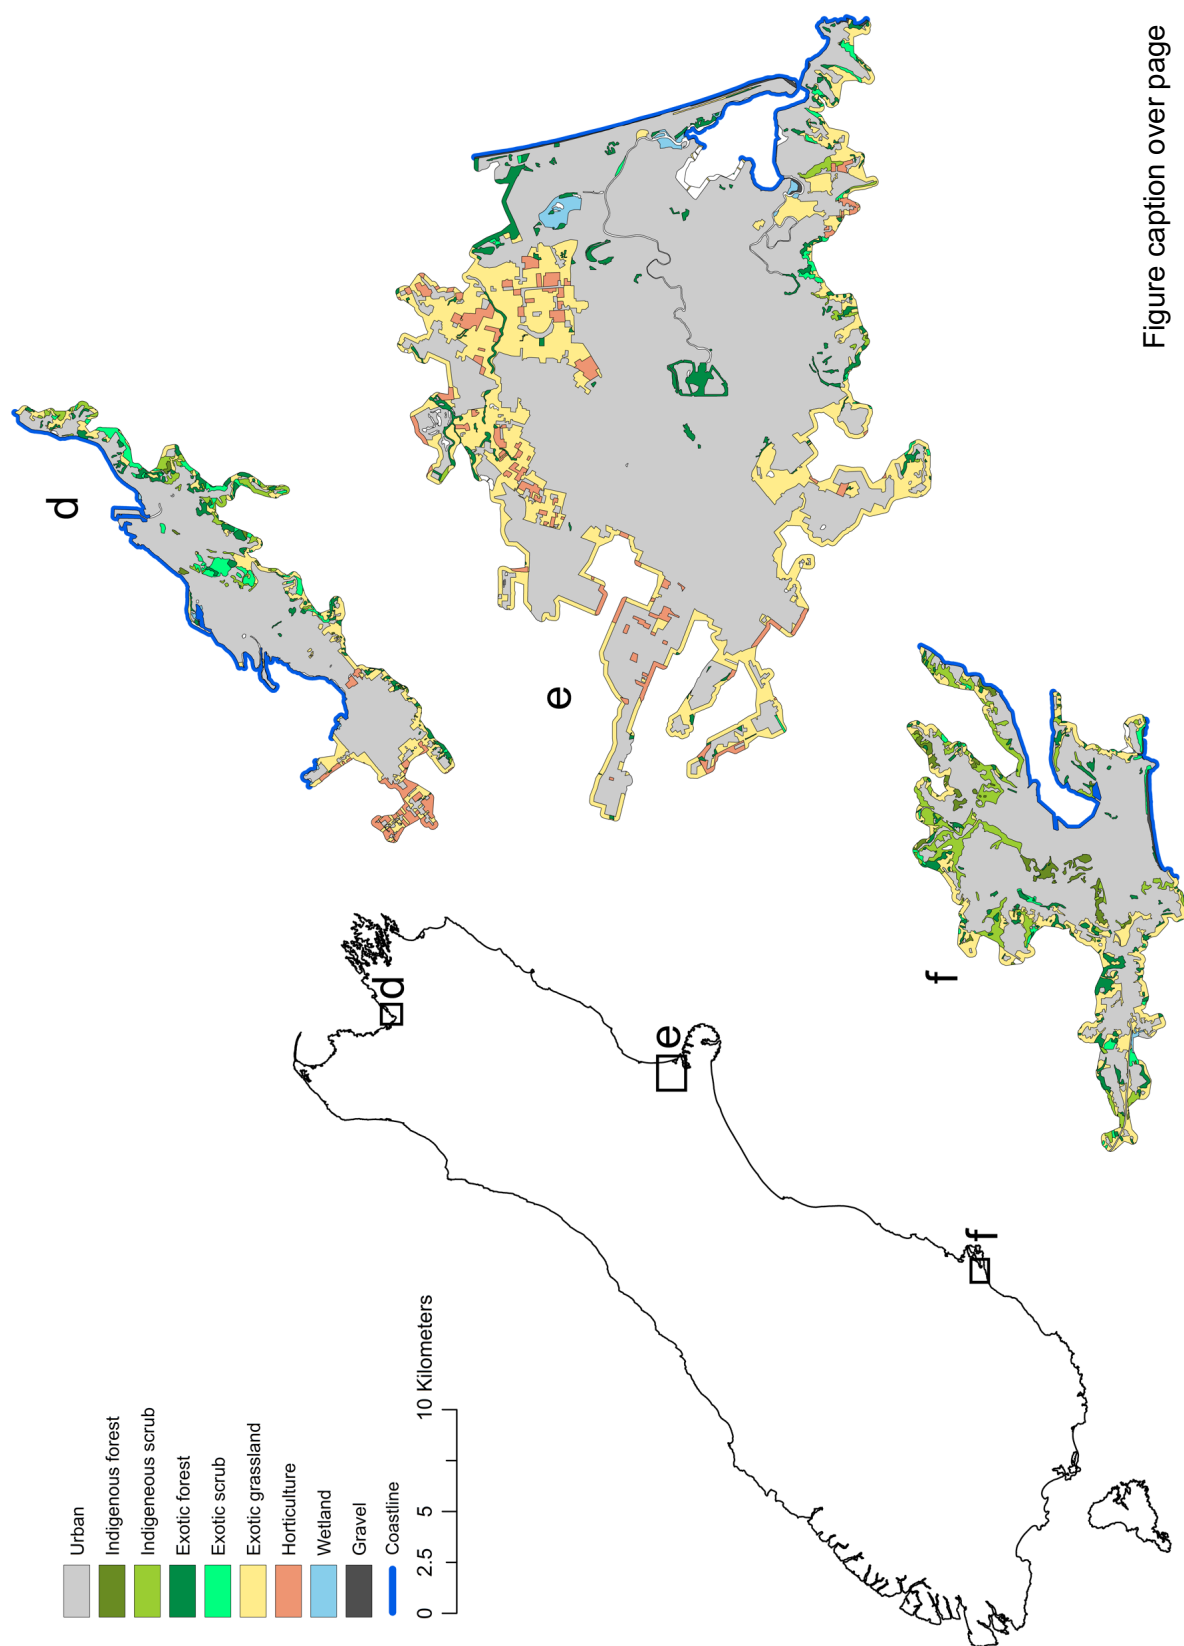 Urban
Indigenous forest
Indigeneous scrub
Exotic forest
Exotic scrub
Exotic grassland
Horticulture
Wetland
Gravel
Coastline
0 2.5 5 10 Kilometers
d
e
f
d
e
f
Figure caption over page